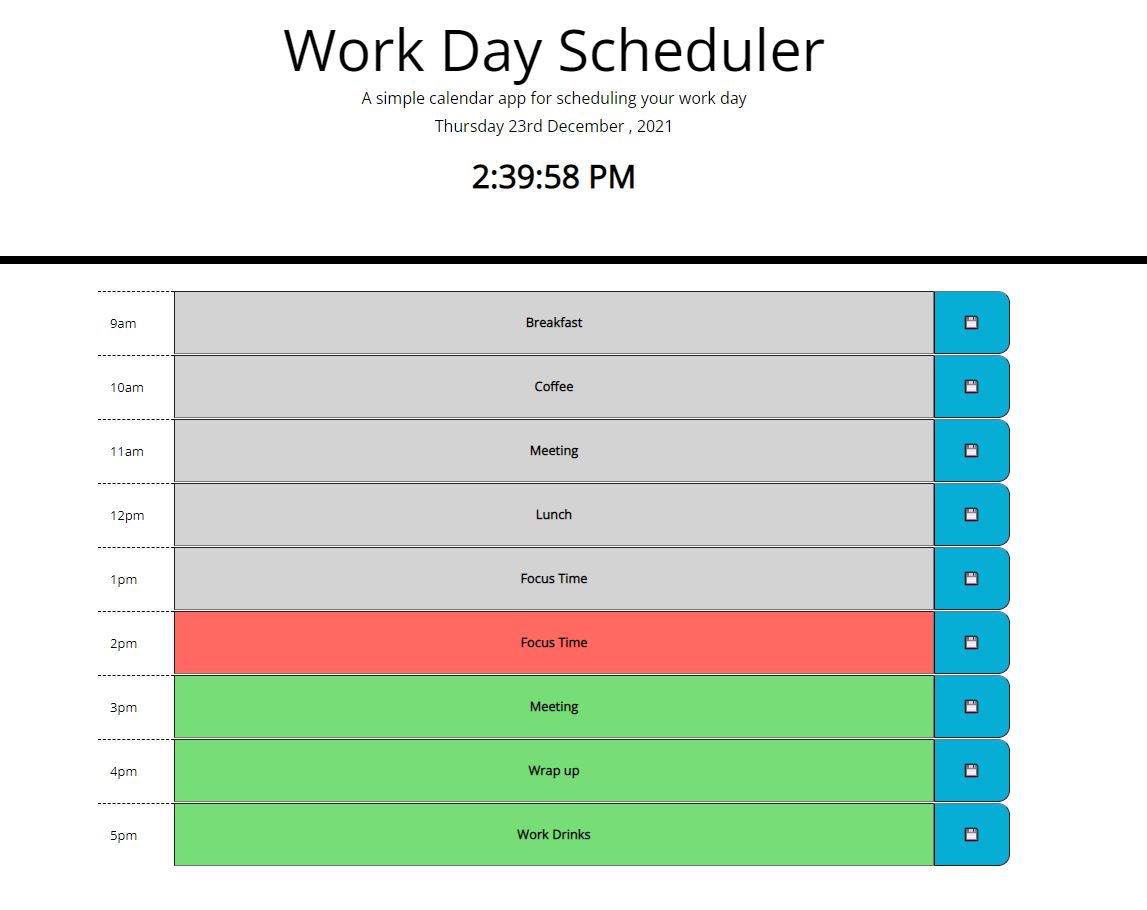 Work Day Scheduler
A simple calendar app for scheduling your work day
Thursday 23rd December , 2021
2:39:58 PM
9am Breakfast
10am Coffee
11am Meeting
12pm Lunch
1pm Focus Time
2pm Focus Time
3pm Meeting
4pm Wrap up
5pm Work Drinks